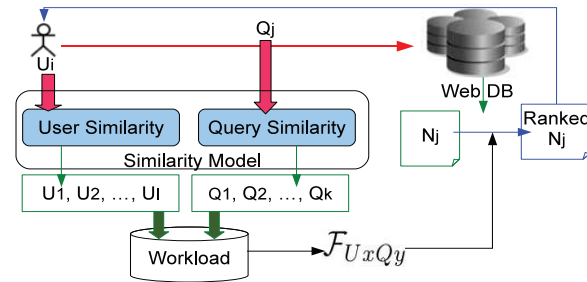 Qj
Ui
Web DB
User Similarity
Query Similarity
Similarity Model
Nj
Ranked
Nj
U1, U2, ..., Ul
Q1, Q2, ..., Qk
Workload
ℱUxQy